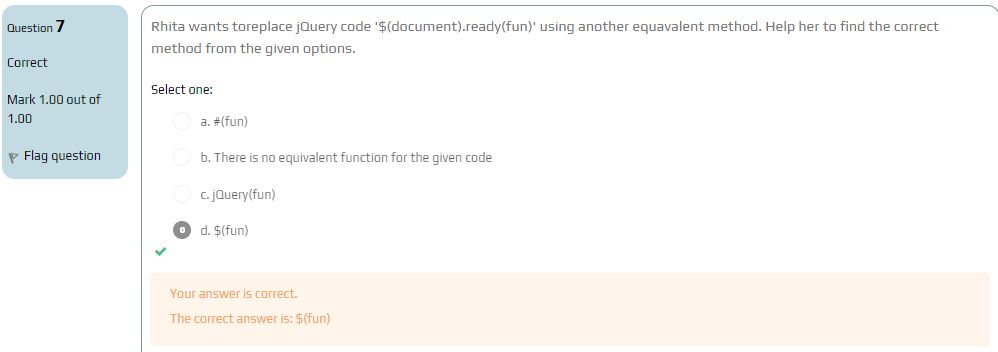 Question 7
Correct
Mark 1.00 out of
1.00
Flag question
Rhita wants toreplace jQuery code '$(document).ready(fun)' using another equavalent method. Help her to find the correct
method from the given options.
Select one:
a. #(fun)
b. There is no equivalent function for the given code
c. jQuery(fun)
d. $(fun)
Your answer is correct.
The correct answer is: $(fun)